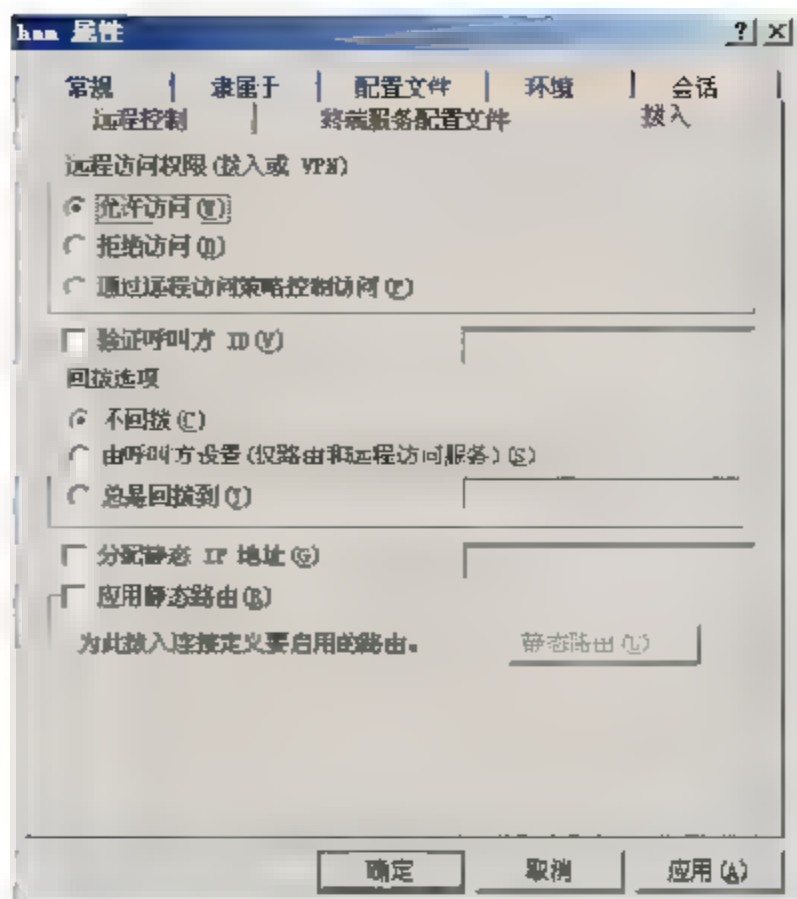 hnm 属性
常规 隶属于 配置文件 环境 会话
远程控制 终端服务配置文件 拨入
远程访问权限(拨入或 VPN)
允许访问(W)
拒绝访问(D)
通过远程访问策略控制访问(P)
验证呼叫方 ID(V)
回拨选项
不回拨(C)
由呼叫方设置(仅路由和远程访问服务)(S)
总是回拨到(Y)
分配静态 IP 地址(G)
应用静态路由(R)
为此拨入连接定义要启用的路由。 静态路由(U)
确定 取消 应用(A)